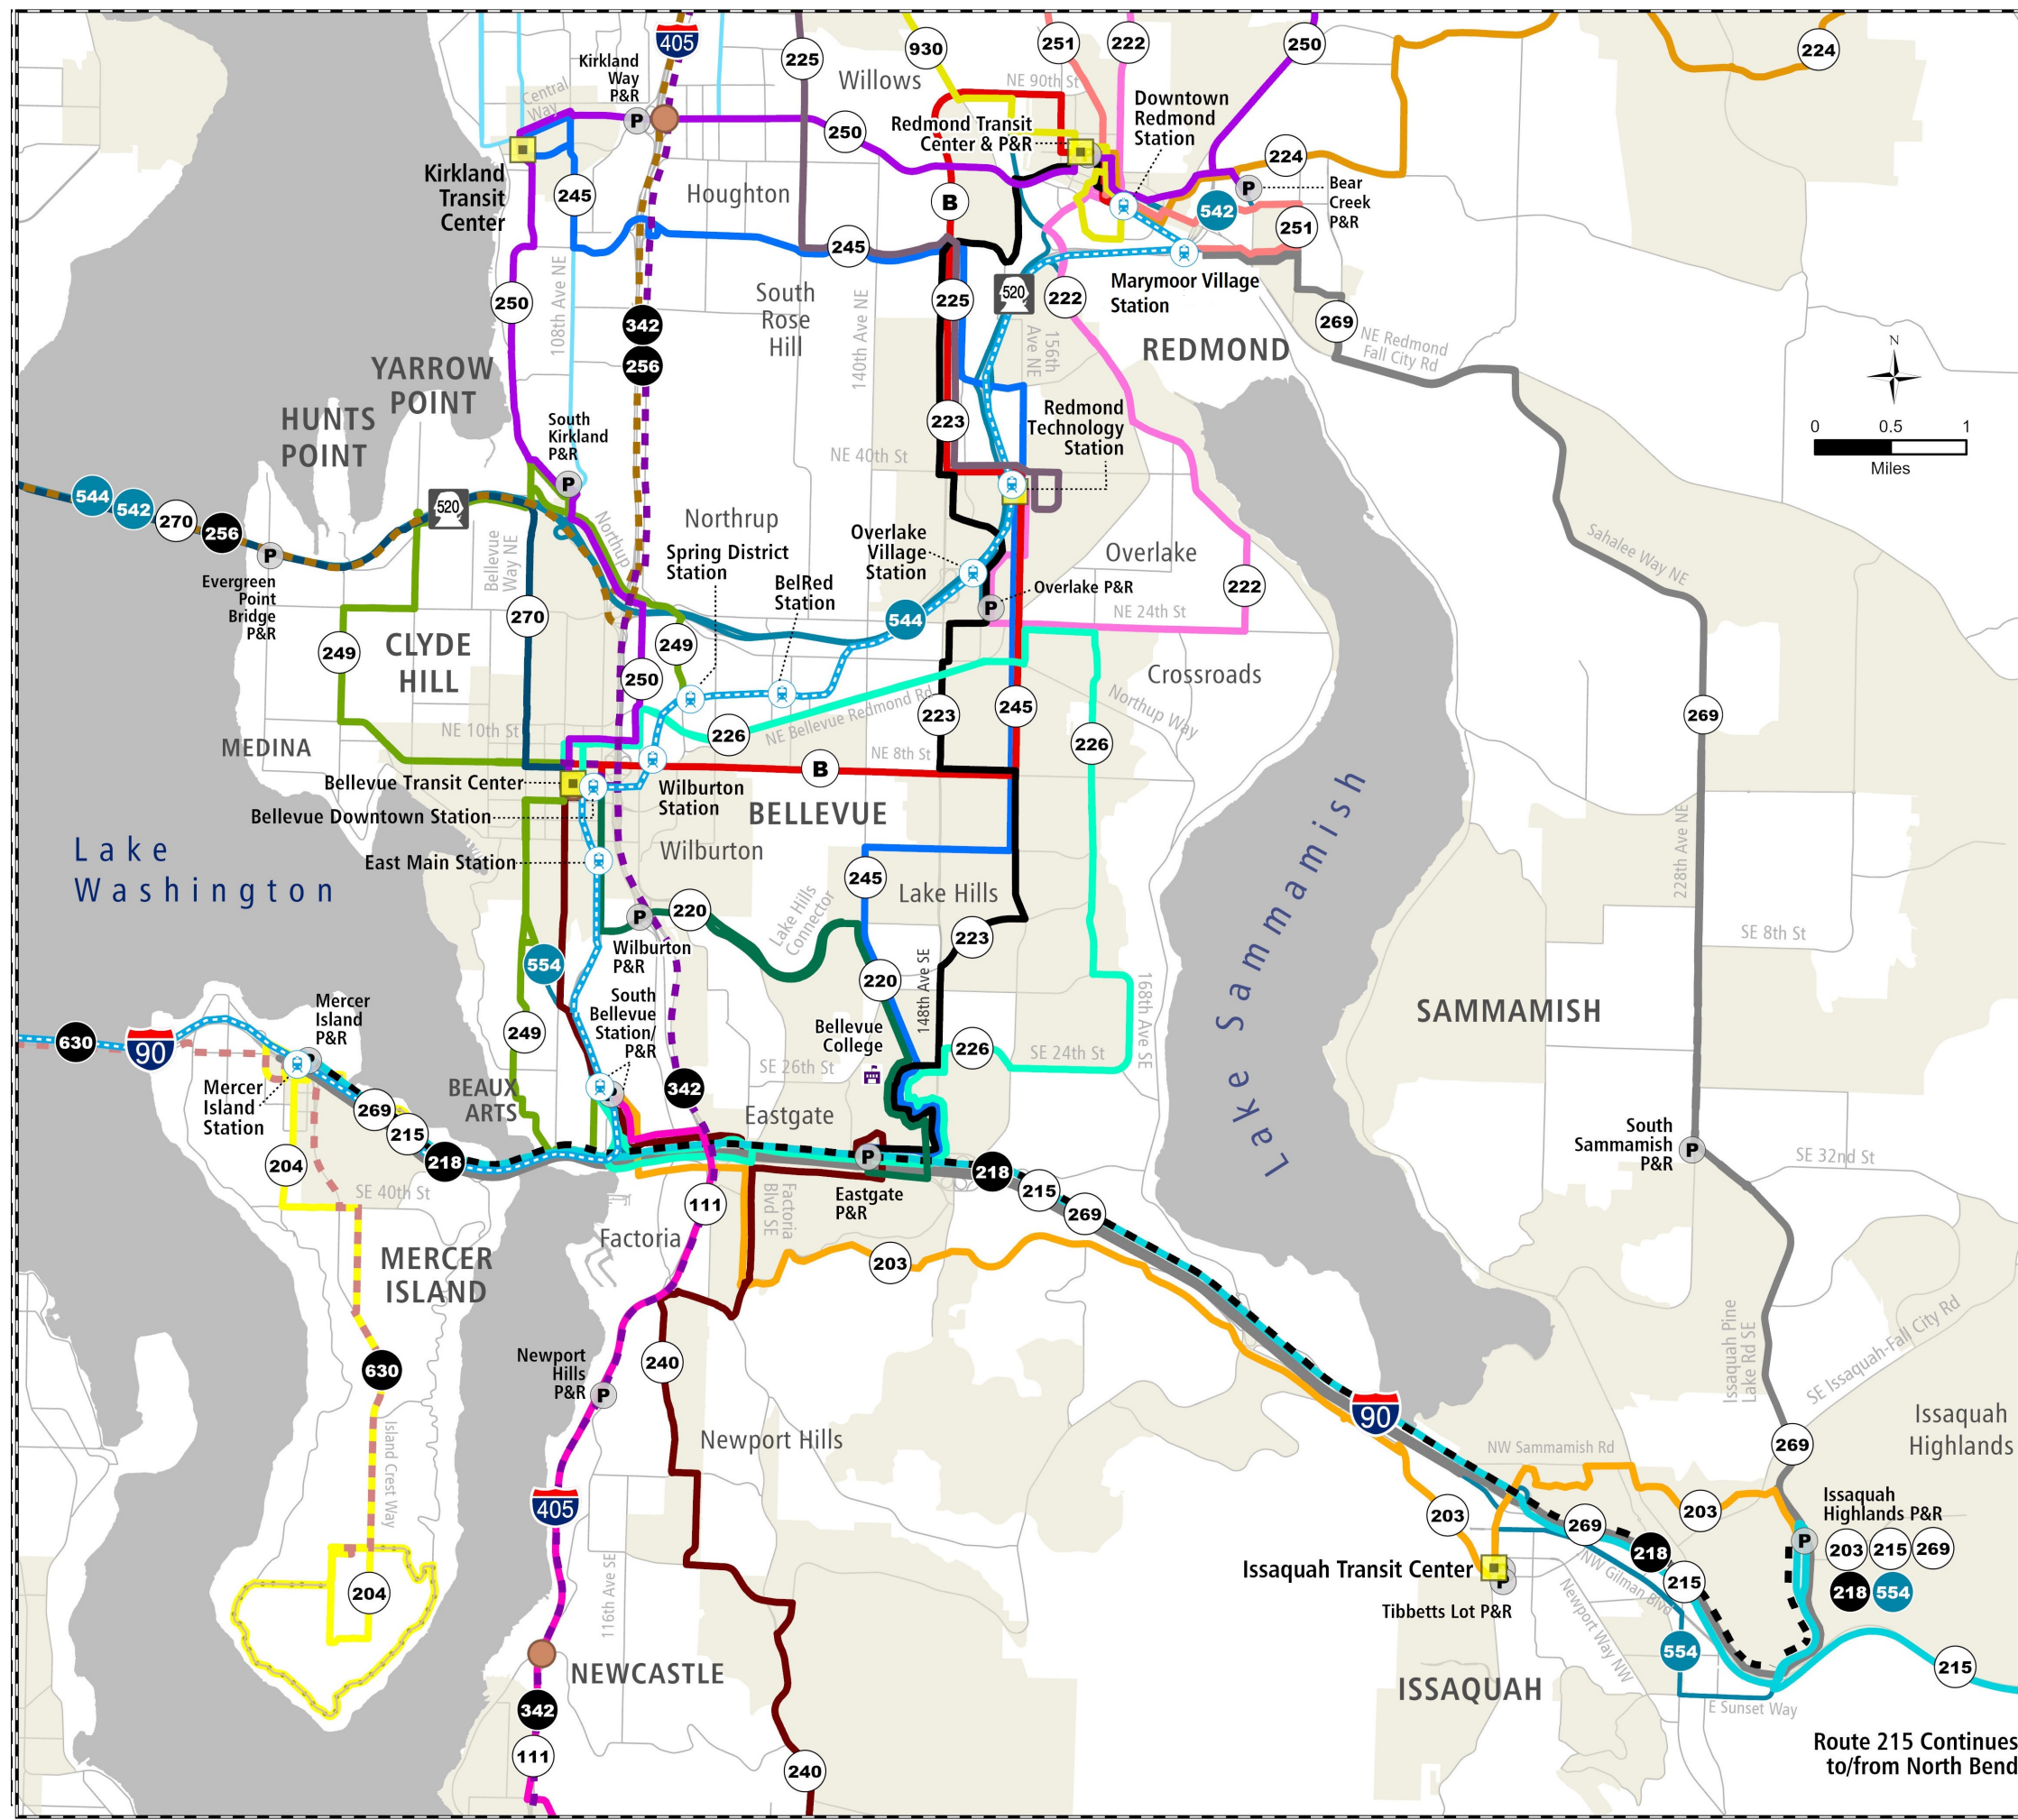 405
Kirkland
Way
P&R
225
Willows
930
251
222
250
224
NE 90th St
Central
Way
Downtown
Redmond
Station
Redmond Transit
Center & P&R
250
224
Kirkland
Transit
Center
245
Houghton
B
Bear
Creek
P&R
542
251
245
250
108th Ave NE
South
Rose
Hill
140th Ave NE
225
520
222
Marymoor Village
Station
269
NE Redmond
Fall City Rd
342
256
156th
Ave NE
REDMOND
N
YARROW
POINT
HUNTS
POINT
South
Kirkland
P&R
223
Redmond
Technology
Station
NE 40th St
0 0.5 1
Miles
544
542
270
256
520
Evergreen
Point
Bridge
P&R
Bellevue
Way NE
Northup
Northrup
Spring District
Station
BelRed
Station
Overlake
Village
Station
Overlake
Overlake P&R
222
NE 24th St
Sahalee Way NE
270
544
249
CLYDE
HILL
249
250
Crossroads
Northup Way
NE Bellevue Redmond Rd
NE 10th St
226
223
245
226
269
MEDINA
NE 8th St
B
Bellevue Transit Center
Wilburton
Station
Bellevue Downtown Station
BELLEVUE
East Main Station
Wilburton
Lake
Washington
245
Lake Hills
228th Ave NE
220
Lake Hills
Connector
223
SE 8th St
Wilburton
P&R
554
220
148th Ave SE
168th Ave SE
Lake Sammamish
SAMMAMISH
South
Bellevue
Station/
P&R
Mercer
Island
P&R
249
Bellevue
College
226
SE 24th St
SE 26th St
630
90
Mercer
Island
Station
BEAUX
ARTS
342
Eastgate
269
215
218
204
SE 40th St
South
Sammamish
P&R
SE 32nd St
218
215
269
Eastgate
P&R
111
Factoria
Blvd SE
Factoria
203
MERCER
ISLAND
Issaquah Pine
Lake Rd SE
SE Issaquah-Fall City Rd
Newport
Hills
P&R
240
630
90
Island Crest Way
Newport Hills
NW Sammamish Rd
269
Issaquah
Highlands
405
203
269
203
Issaquah
Highlands P&R
203 215 269
218 554
218
215
Issaquah Transit Center
Tibbetts Lot P&R
NW Gilman Blvd
Newport Way NW
204
116th Ave SE
554
NEWCASTLE
ISSAQUAH
215
E Sunset Way
342
111
240
Route 215 Continues
to/from North Bend